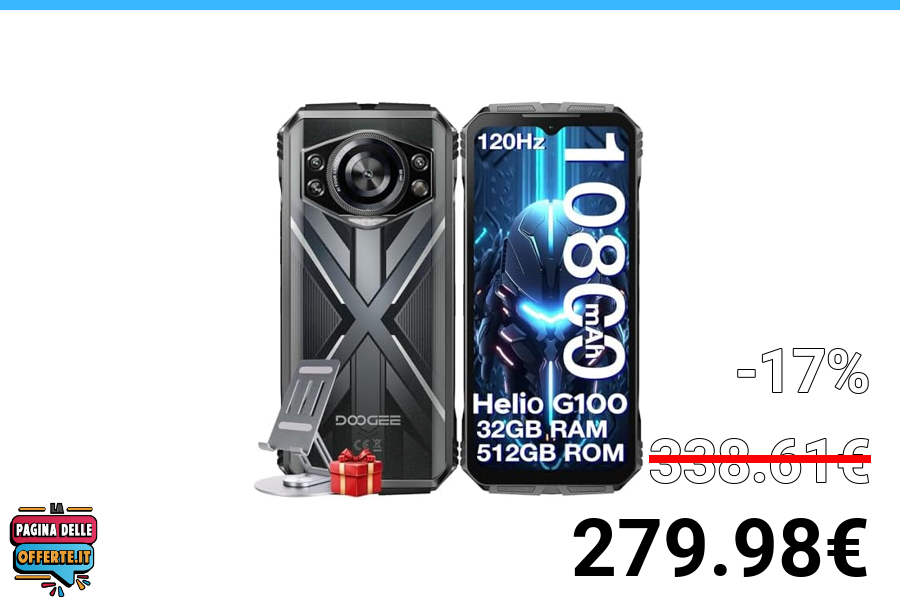 120Hz
10800
mAh
Helio G100
32GB RAM
512GB ROM
DOOGEE
-17%
338.61€
279.98€
LA
PAGINA DELLE
OFFERTE.IT